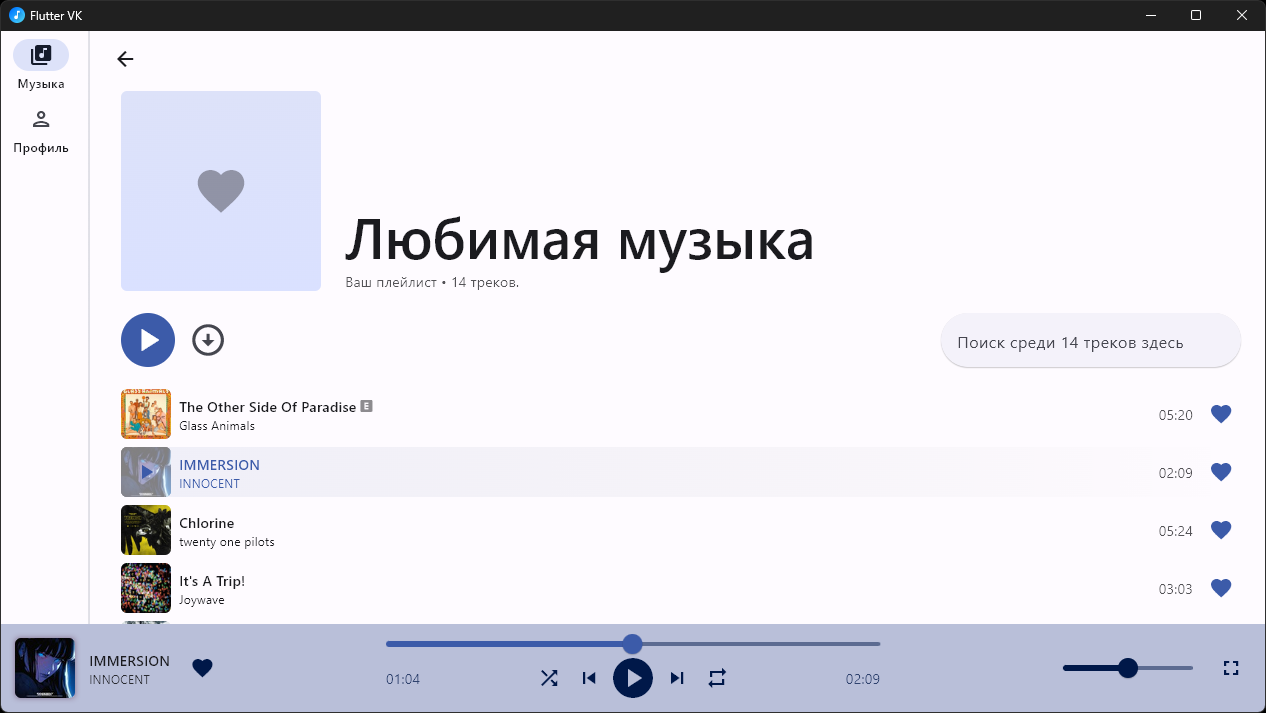 Flutter VK
Музыка
Профиль
Любимая музыка
Ваш плейлист • 14 треков.
Поиск среди 14 треков здесь
The Other Side Of Paradise E
Glass Animals
05:20
IMMERSION
INNOCENT
02:09
Chlorine
twenty one pilots
05:24
It's A Trip!
Joywave
03:03
IMMERSION
INNOCENT
01:04
02:09